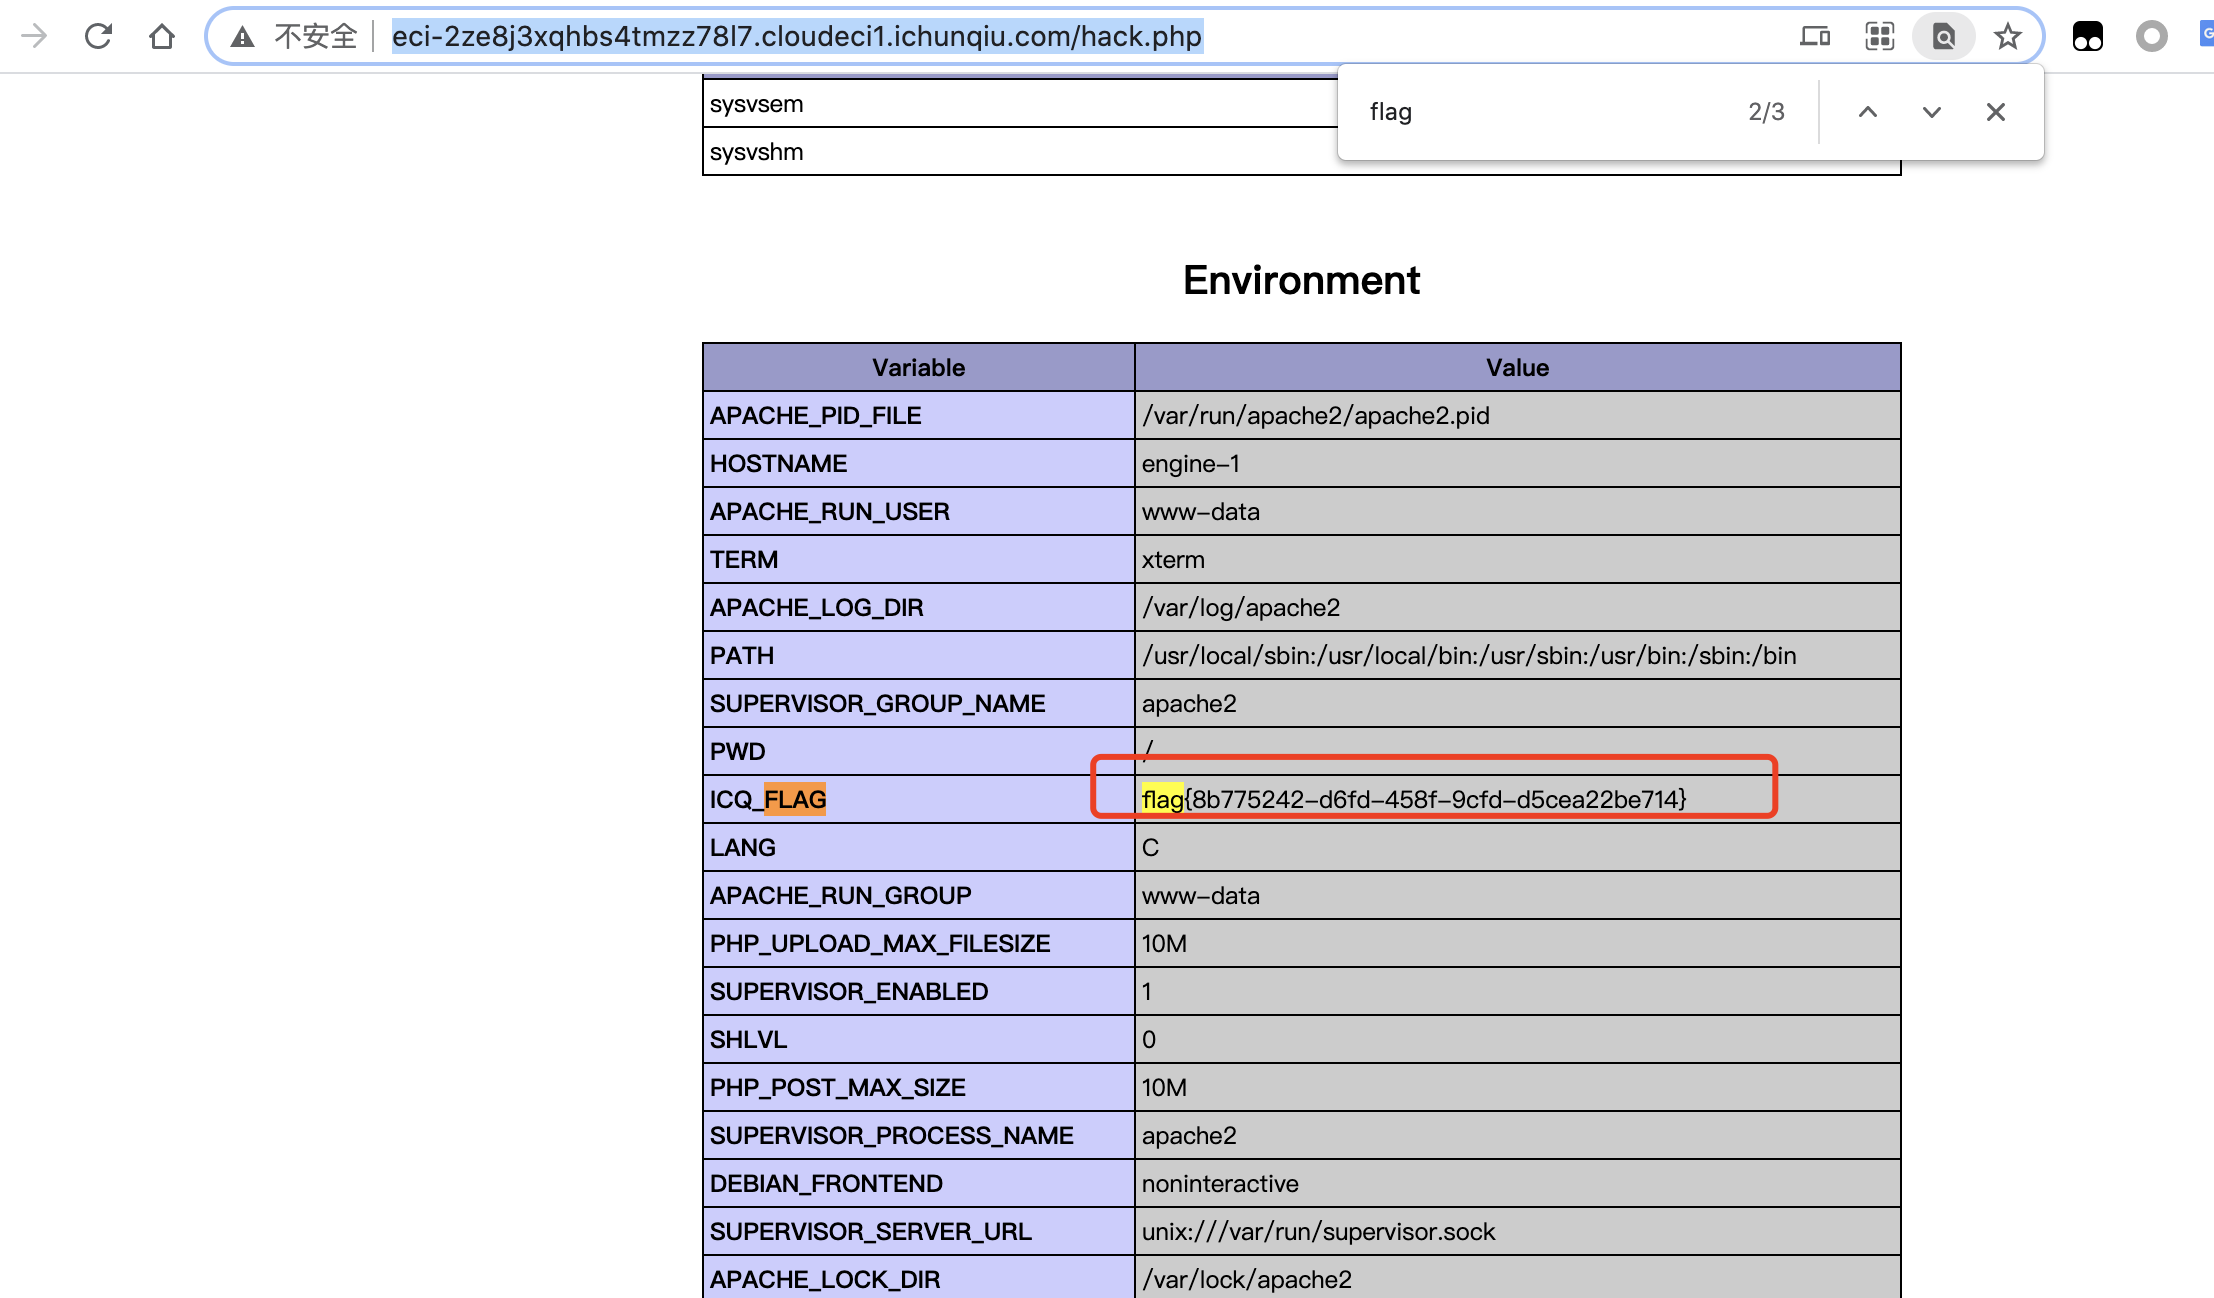 不安全 eci-2ze8j3xqhbs4tmzz78l7.cloudeci1.ichunqiu.com/hack.php
flag 2/3
sysvsem
sysvshm
Environment
Variable Value
APACHE_PID_FILE /var/run/apache2/apache2.pid
HOSTNAME engine-1
APACHE_RUN_USER www-data
TERM xterm
APACHE_LOG_DIR /var/log/apache2
PATH /usr/local/sbin:/usr/local/bin:/usr/sbin:/usr/bin:/sbin:/bin
SUPERVISOR_GROUP_NAME apache2
PWD /
ICQ_FLAG flag{8b775242-d6fd-458f-9cfd-d5cea22be714}
LANG C
APACHE_RUN_GROUP www-data
PHP_UPLOAD_MAX_FILESIZE 10M
SUPERVISOR_ENABLED 1
SHLVL 0
PHP_POST_MAX_SIZE 10M
SUPERVISOR_PROCESS_NAME apache2
DEBIAN_FRONTEND noninteractive
SUPERVISOR_SERVER_URL unix:///var/run/supervisor.sock
APACHE_LOCK_DIR /var/lock/apache2